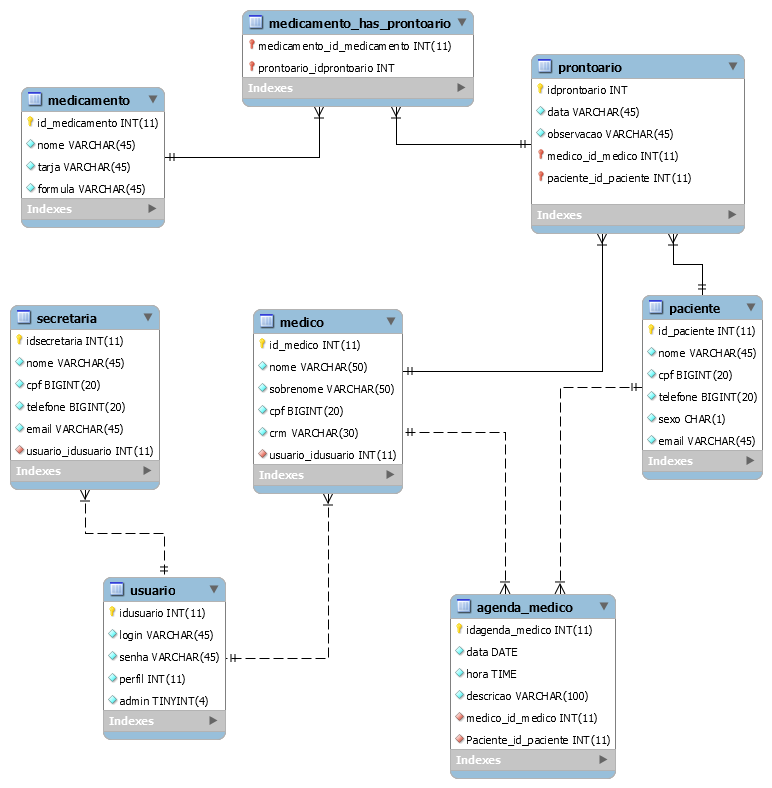 medicamento_has_prontoario
medicamento_id_medicamento INT(11)
prontoario_idprontoario INT
Indexes
prontoario
idprontoario INT
data VARCHAR(45)
observacao VARCHAR(45)
medico_id_medico INT(11)
paciente_id_paciente INT(11)
Indexes
medicamento
id_medicamento INT(11)
nome VARCHAR(45)
tarja VARCHAR(45)
formula VARCHAR(45)
Indexes
secretaria
idsecretaria INT(11)
nome VARCHAR(45)
cpf BIGINT(20)
telefone BIGINT(20)
email VARCHAR(45)
usuario_idusuario INT(11)
Indexes
medico
id_medico INT(11)
nome VARCHAR(50)
sobrenome VARCHAR(50)
cpf BIGINT(20)
crm VARCHAR(30)
usuario_idusuario INT(11)
Indexes
paciente
id_paciente INT(11)
nome VARCHAR(45)
cpf BIGINT(20)
telefone BIGINT(20)
sexo CHAR(1)
email VARCHAR(45)
Indexes
usuario
idusuario INT(11)
login VARCHAR(45)
senha VARCHAR(45)
perfil INT(11)
admin TINYINT(4)
Indexes
agenda_medico
idagenda_medico INT(11)
data DATE
hora TIME
descricao VARCHAR(100)
medico_id_medico INT(11)
Paciente_id_paciente INT(11)
Indexes